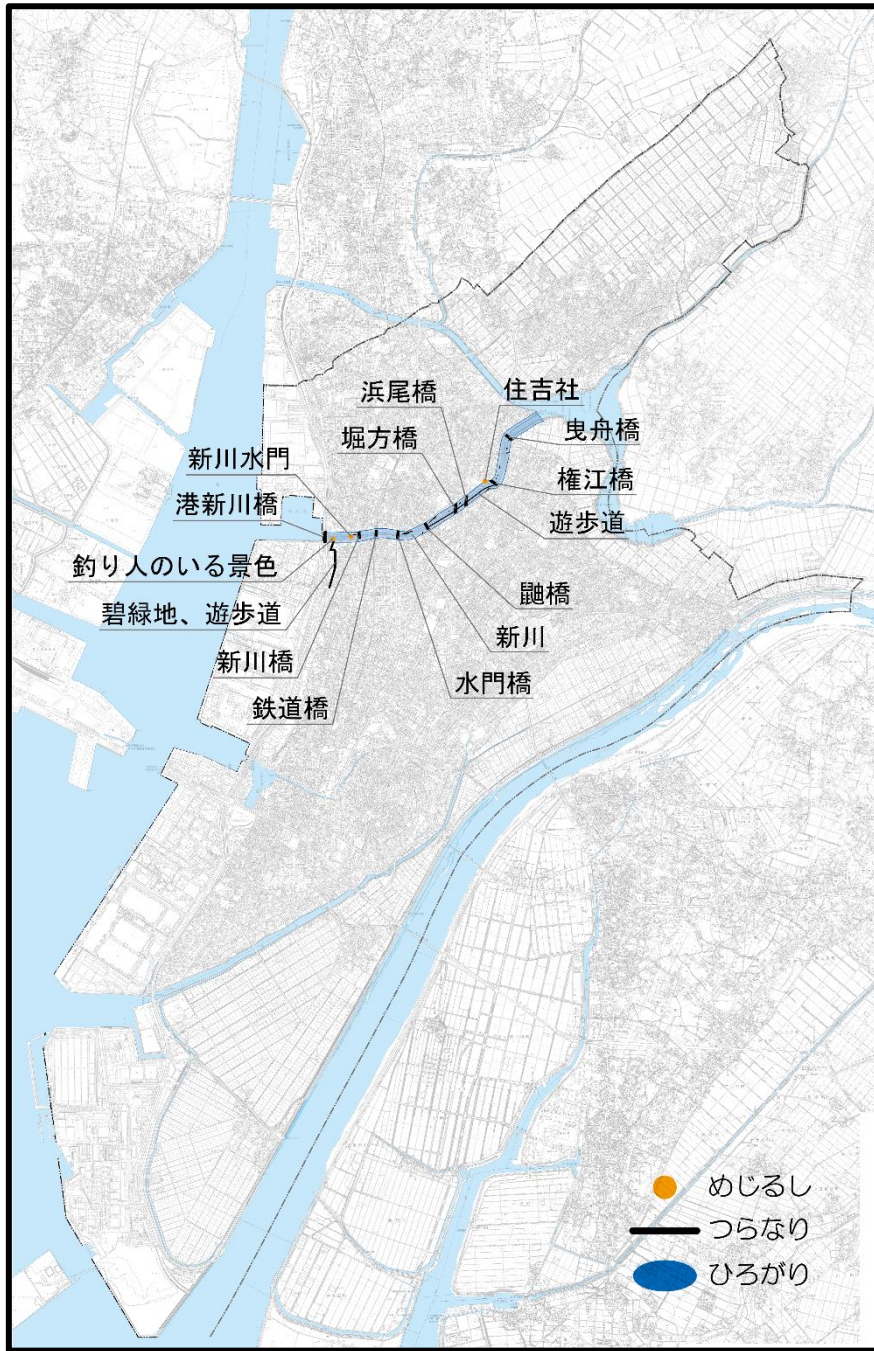 浜尾橋
住吉社
堀方橋
曳舟橋
新川水門
権江橋
港新川橋
遊歩道
釣り人のいる景色
鼬橋
碧緑地、遊歩道
新川
新川橋
水門橋
鉄道橋
めじるし
つらなり
ひろがり